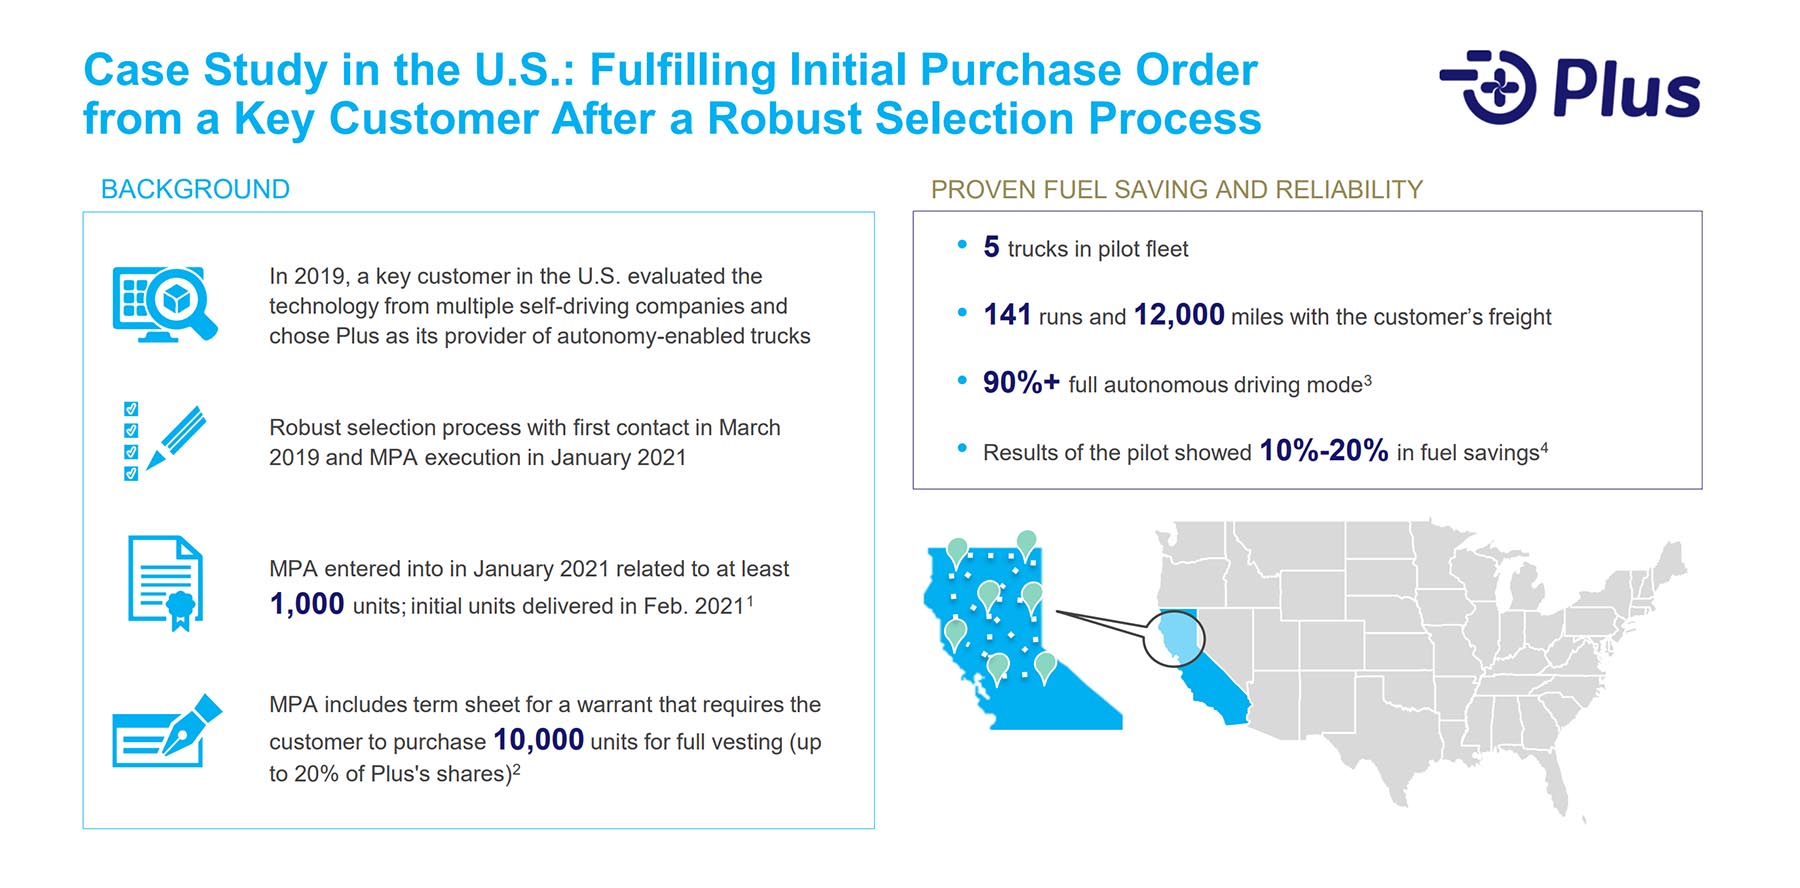 Case Study in the U.S.: Fulfilling Initial Purchase Order
from a Key Customer After a Robust Selection Process
Plus
BACKGROUND
In 2019, a key customer in the U.S. evaluated the
technology from multiple self-driving companies and
chose Plus as its provider of autonomy-enabled trucks
Robust selection process with first contact in March
2019 and MPA execution in January 2021
MPA entered into in January 2021 related to at least
1,000 units; initial units delivered in Feb. 2021¹
MPA includes term sheet for a warrant that requires the
customer to purchase 10,000 units for full vesting (up
to 20% of Plus's shares)²
PROVEN FUEL SAVING AND RELIABILITY
• 5 trucks in pilot fleet
• 141 runs and 12,000 miles with the customer’s freight
• 90%+ full autonomous driving mode³
• Results of the pilot showed 10%-20% in fuel savings⁴